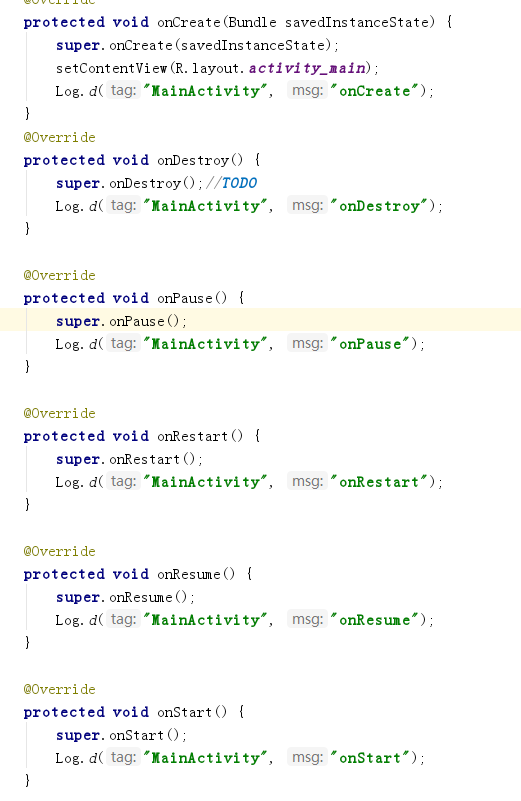 @Override
protected void onCreate(Bundle savedInstanceState) {
super.onCreate(savedInstanceState);
setContentView(R.layout.activity_main);
Log.d( tag: "MainActivity", msg: "onCreate");
}
@Override
protected void onDestroy() {
super.onDestroy();//TODO
Log.d( tag: "MainActivity", msg: "onDestroy");
}
@Override
protected void onPause() {
super.onPause();
Log.d( tag: "MainActivity", msg: "onPause");
}
@Override
protected void onRestart() {
super.onRestart();
Log.d( tag: "MainActivity", msg: "onRestart");
}
@Override
protected void onResume() {
super.onResume();
Log.d( tag: "MainActivity", msg: "onResume");
}
@Override
protected void onStart() {
super.onStart();
Log.d( tag: "MainActivity", msg: "onStart");
}